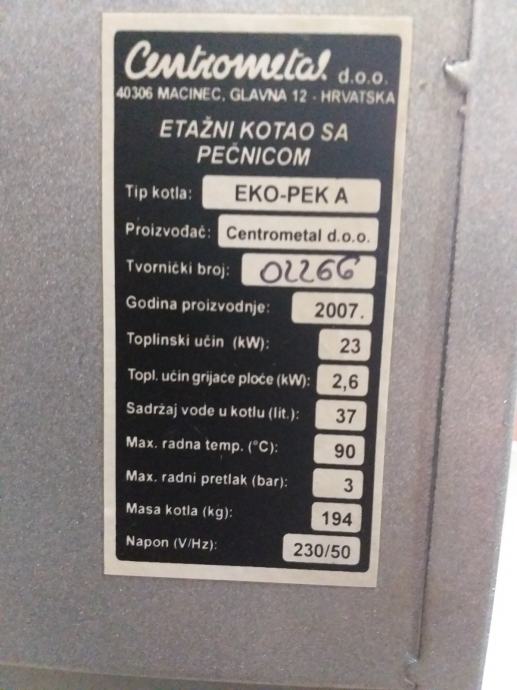 Centrometal d.o.o.
40306 MACINEC, GLAVNA 12 - HRVATSKA
ETAŽNI KOTAO SA
PEČNICOM
Tip kotla: EKO-PEK A
Proizvođač: Centrometal d.o.o.
Tvornički broj: 02266
Godina proizvodnje: 2007.
Toplinski učin (kW): 23
Topl. učin grijaće ploče (kW): 2,6
Sadržaj vode u kotlu (lit.): 37
Max. radna temp. (°C): 90
Max. radni pretlak (bar): 3
Masa kotla (kg): 194
Napon (V/Hz): 230/50